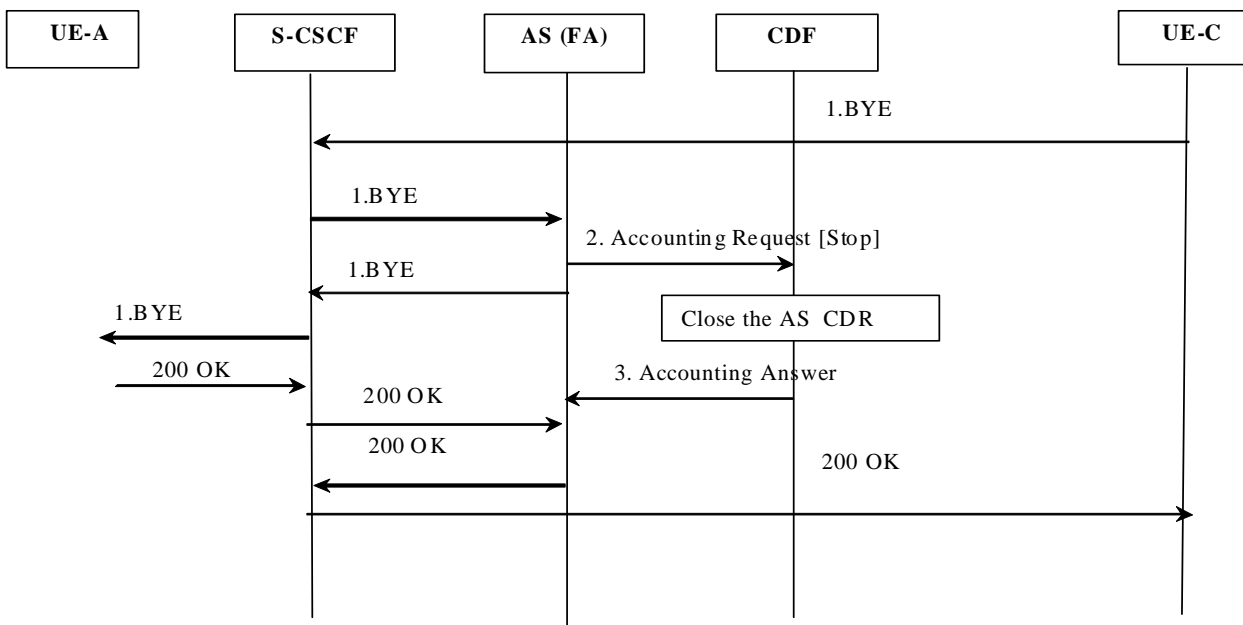 UE-A
S-CSCF
AS (FA)
CDF
UE-C
1.BYE
1.BYE
2. Accounting Request [Stop]
1.BYE
1.BYE
Close the AS CDR
200 OK
3. Accounting Answer
200 OK
200 OK
200 OK